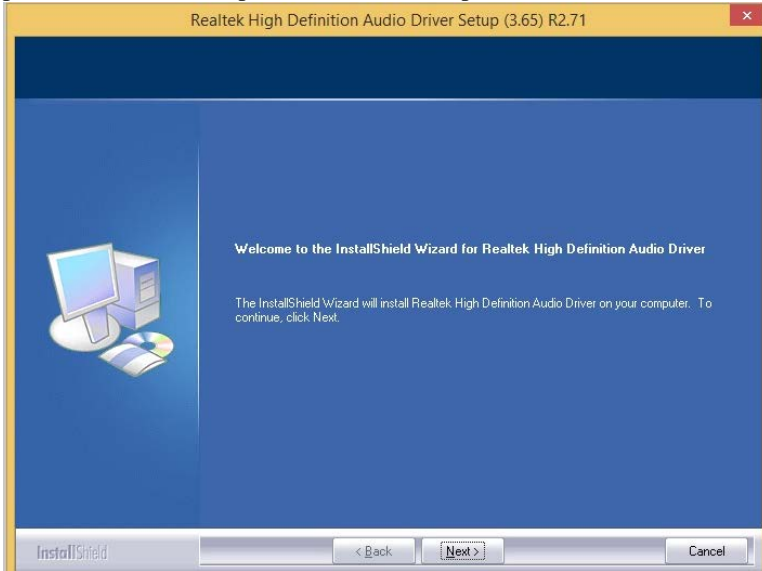 Realtek High Definition Audio Driver Setup (3.65) R2.71
Welcome to the InstallShield Wizard for Realtek High Definition Audio Driver
The InstallShield Wizard will install Realtek High Definition Audio Driver on your computer. To
continue, click Next.
InstallShield
< Back
Next >
Cancel